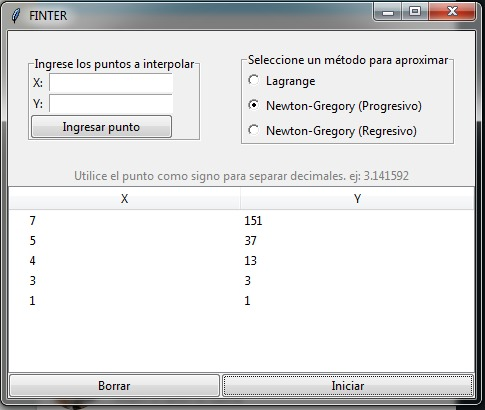 FINTER
Ingrese los puntos a interpolar
X:
Y:
Ingresar punto
Seleccione un método para aproximar
Lagrange
Newton-Gregory (Progresivo)
Newton-Gregory (Regresivo)
Utilice el punto como signo para separar decimales. ej: 3.141592
X Y
7 151
5 37
4 13
3 3
1 1
Borrar Iniciar